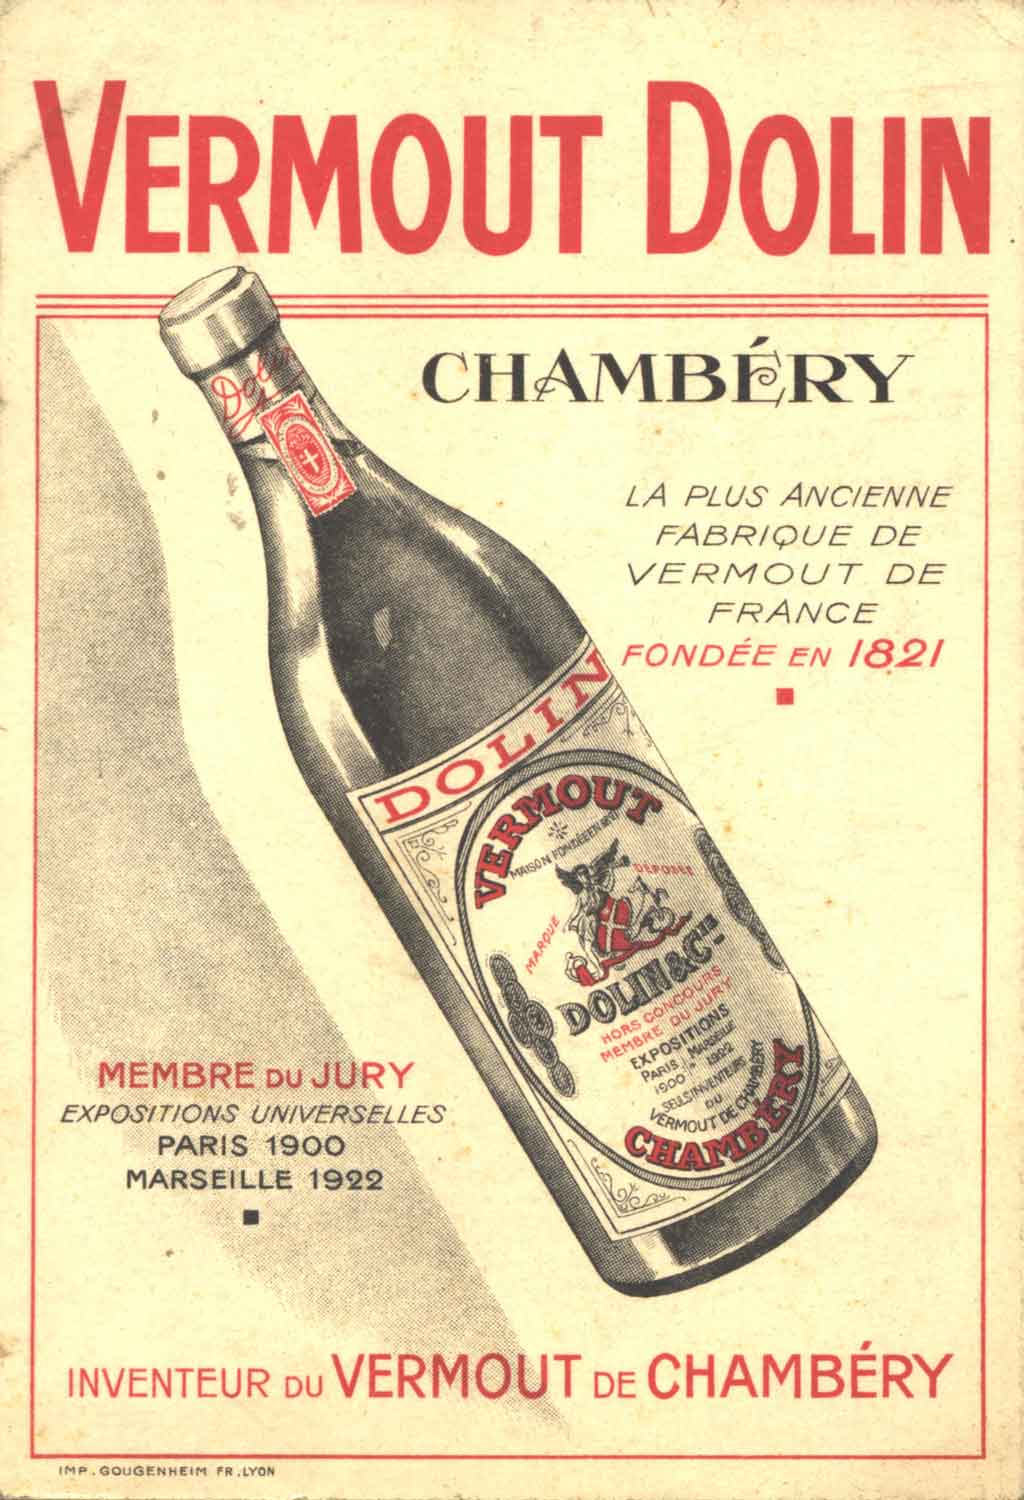 VERMOUT DOLIN
CHAMBÉRY
LA PLUS ANCIENNE
FABRIQUE DE
VERMOUT DE
FRANCE
FONDÉE EN 1821
Dolin
DOLIN
VERMOUT
MAISON FONDÉE EN 1821
MARQUE DÉPOSÉE
DOLIN & Cie
HORS CONCOURS
MEMBRE DU JURY
EXPOSITIONS
PARIS MARSEILLE
1900 - 1922
SEULS INVENTEURS
DU
VERMOUT DE CHAMBÉRY
CHAMBÉRY
MEMBRE DU JURY
EXPOSITIONS UNIVERSELLES
PARIS 1900
MARSEILLE 1922
INVENTEUR DU VERMOUT DE CHAMBÉRY
IMP. GOUGENHEIM FR. LYON